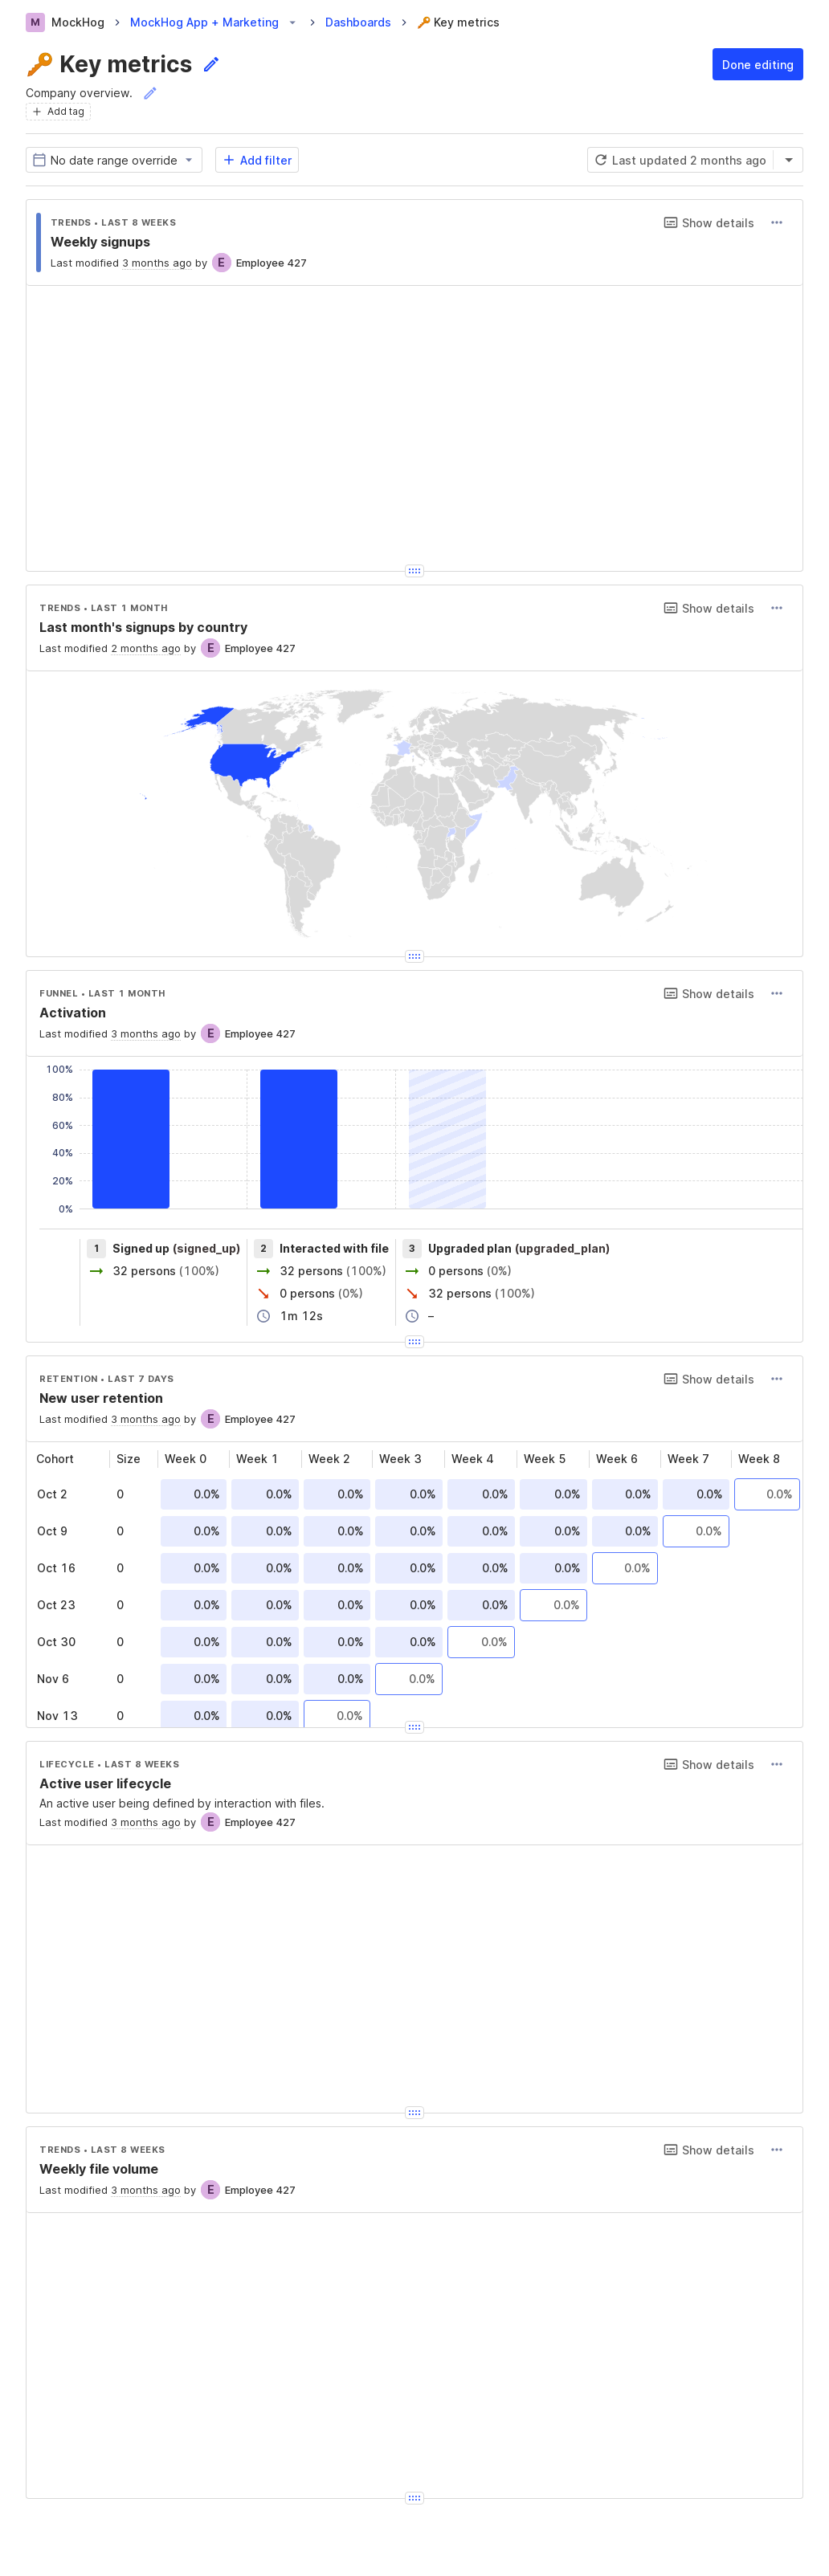 M MockHog MockHog App + Marketing Dashboards 🔑 Key metrics
🔑 Key metrics
Done editing
Company overview.
Add tag
No date range override
Add filter
Last updated 2 months ago
TRENDS • LAST 8 WEEKS
Show details
Weekly signups
Last modified 3 months ago by E Employee 427
TRENDS • LAST 1 MONTH
Show details
Last month's signups by country
Last modified 2 months ago by E Employee 427
FUNNEL • LAST 1 MONTH
Show details
Activation
Last modified 3 months ago by E Employee 427
100%
80%
60%
40%
20%
0%
1 Signed up (signed_up) 2 Interacted with file 3 Upgraded plan (upgraded_plan)
32 persons (100%) 32 persons (100%) 0 persons (0%)
0 persons (0%) 32 persons (100%)
1m 12s –
RETENTION • LAST 7 DAYS
Show details
New user retention
Last modified 3 months ago by E Employee 427
Cohort Size Week 0 Week 1 Week 2 Week 3 Week 4 Week 5 Week 6 Week 7 Week 8
Oct 2 0 0.0% 0.0% 0.0% 0.0% 0.0% 0.0% 0.0% 0.0% 0.0%
Oct 9 0 0.0% 0.0% 0.0% 0.0% 0.0% 0.0% 0.0% 0.0%
Oct 16 0 0.0% 0.0% 0.0% 0.0% 0.0% 0.0% 0.0%
Oct 23 0 0.0% 0.0% 0.0% 0.0% 0.0% 0.0%
Oct 30 0 0.0% 0.0% 0.0% 0.0% 0.0%
Nov 6 0 0.0% 0.0% 0.0% 0.0%
Nov 13 0 0.0% 0.0% 0.0%
LIFECYCLE • LAST 8 WEEKS
Show details
Active user lifecycle
An active user being defined by interaction with files.
Last modified 3 months ago by E Employee 427
TRENDS • LAST 8 WEEKS
Show details
Weekly file volume
Last modified 3 months ago by E Employee 427